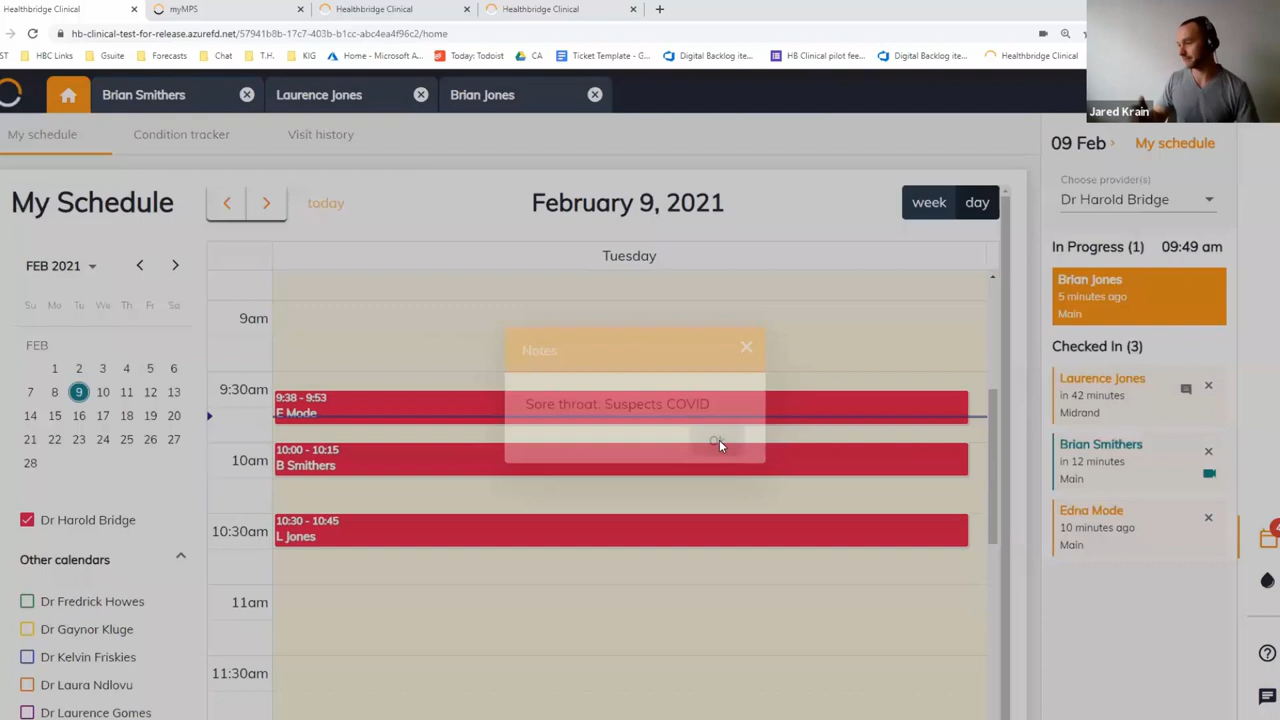 Healthbridge Clinical
myMPS
Healthbridge Clinical
Healthbridge Clinical
hb-clinical-test-for-release.azurefd.net/57941b8b-17c7-403b-b1cc-abc4ea4f96c2/home
ST
HBC Links
Gsuite
Forecasts
Chat
T.H.
KIG
Home - Microsoft A...
Today: Todoist
CA
Ticket Template - G...
Digital Backlog ite...
HB Clinical pilot fee...
Digital Backlog ite...
Healthbridge Clinical
Brian Smithers
Laurence Jones
Brian Jones
Jared Krain
My schedule
Condition tracker
Visit history
09 Feb
My schedule
My Schedule
today
February 9, 2021
week
day
Choose provider(s)
Dr Harold Bridge
FEB 2021
Tuesday
In Progress (1)
09:49 am
Su Mo Tu We Th Fr Sa
FEB
1 2 3 4 5 6
7 8 9 10 11 12 13
14 15 16 17 18 19 20
21 22 23 24 25 26 27
28
9am
9:30am
10am
10:30am
11am
11:30am
9:38 - 9:53
E Mode
10:00 - 10:15
B Smithers
10:30 - 10:45
L Jones
Notes
Sore throat. Suspects COVID
Ok
Brian Jones
5 minutes ago
Main
Checked In (3)
Laurence Jones
in 42 minutes
Midrand
Brian Smithers
in 12 minutes
Main
Edna Mode
10 minutes ago
Main
4
Dr Harold Bridge
Other calendars
Dr Fredrick Howes
Dr Gaynor Kluge
Dr Kelvin Friskies
Dr Laura Ndlovu
Dr Laurence Gomes